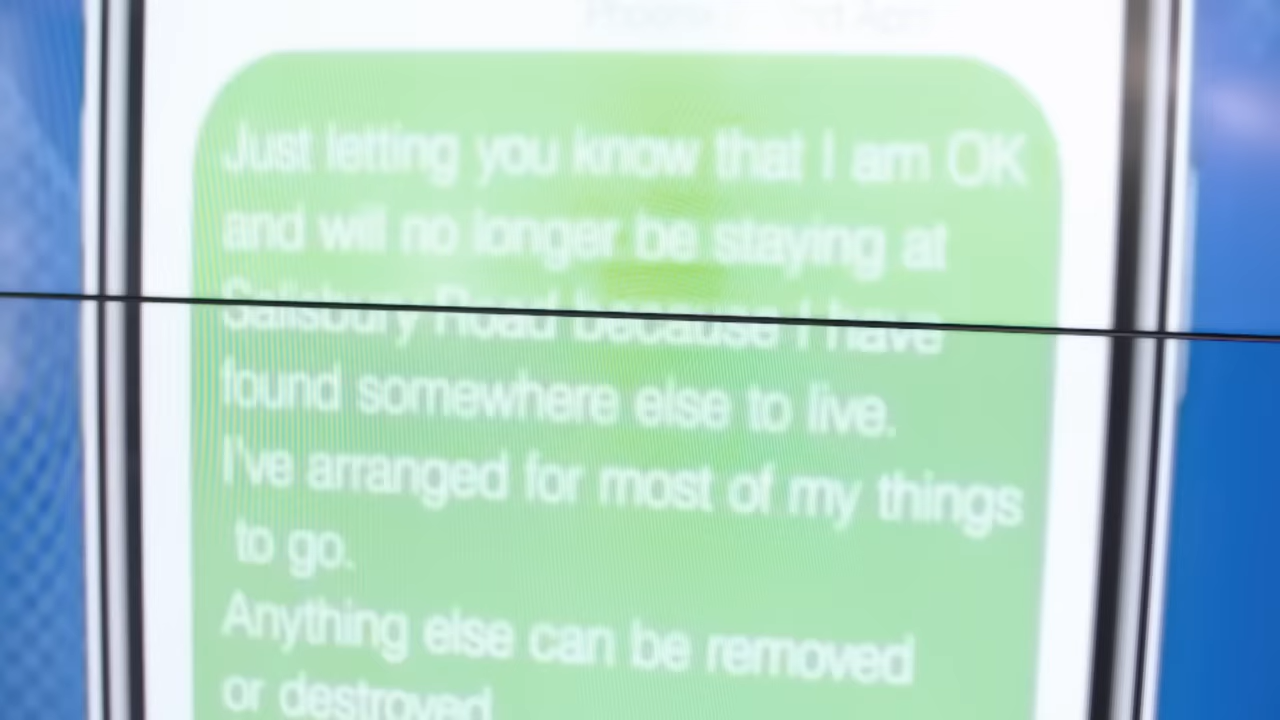 Just letting you know that I am OK
and will no longer be staying at
Salisbury Road because I have
found somewhere else to live.
I've arranged for most of my things
to go.
Anything else can be removed
or destroyed